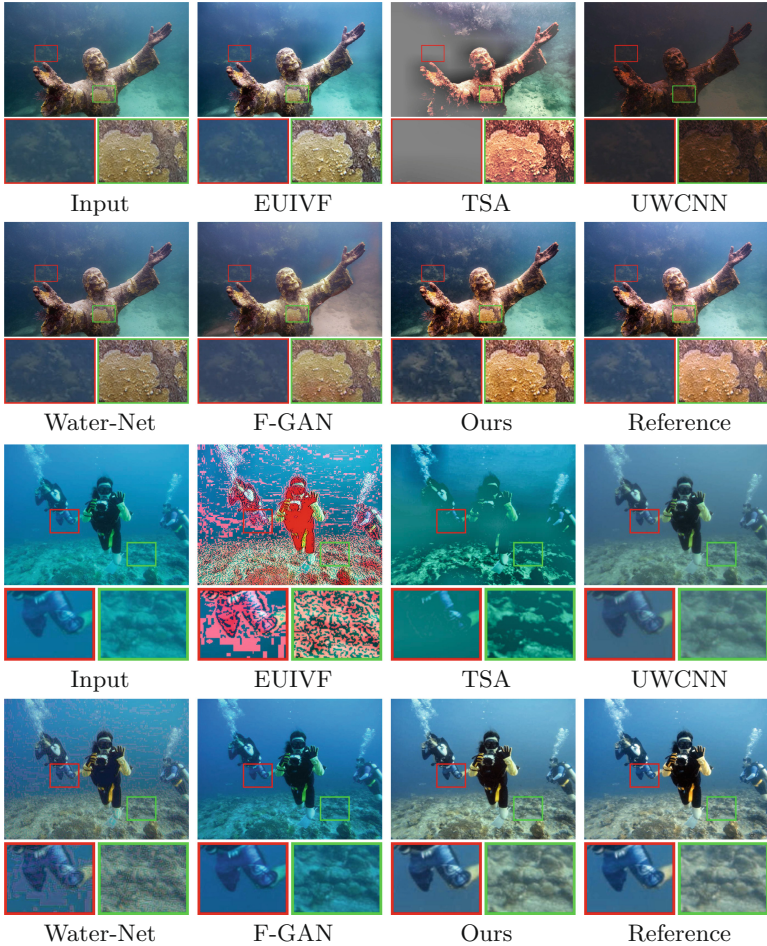 Input EUIVF TSA UWCNN
Water-Net F-GAN Ours Reference
Input EUIVF TSA UWCNN
Water-Net F-GAN Ours Reference